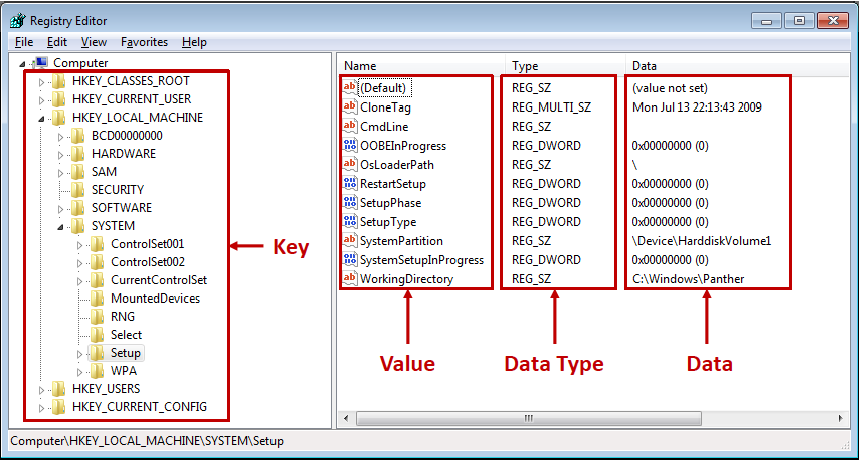 Registry Editor
File Edit View Favorites Help
Computer
HKEY_CLASSES_ROOT
HKEY_CURRENT_USER
HKEY_LOCAL_MACHINE
BCD00000000
HARDWARE
SAM
SECURITY
SOFTWARE
SYSTEM
ControlSet001
ControlSet002
CurrentControlSet
MountedDevices
RNG
Select
Setup
WPA
HKEY_USERS
HKEY_CURRENT_CONFIG
Key
Name Type Data
(Default) REG_SZ (value not set)
CloneTag REG_MULTI_SZ Mon Jul 13 22:13:43 2009
CmdLine REG_SZ
OOBEInProgress REG_DWORD 0x00000000 (0)
OsLoaderPath REG_SZ \
RestartSetup REG_DWORD 0x00000000 (0)
SetupPhase REG_DWORD 0x00000000 (0)
SetupType REG_DWORD 0x00000000 (0)
SystemPartition REG_SZ \Device\HarddiskVolume1
SystemSetupInProgress REG_DWORD 0x00000000 (0)
WorkingDirectory REG_SZ C:\Windows\Panther
Value Data Type Data
Computer\HKEY_LOCAL_MACHINE\SYSTEM\Setup